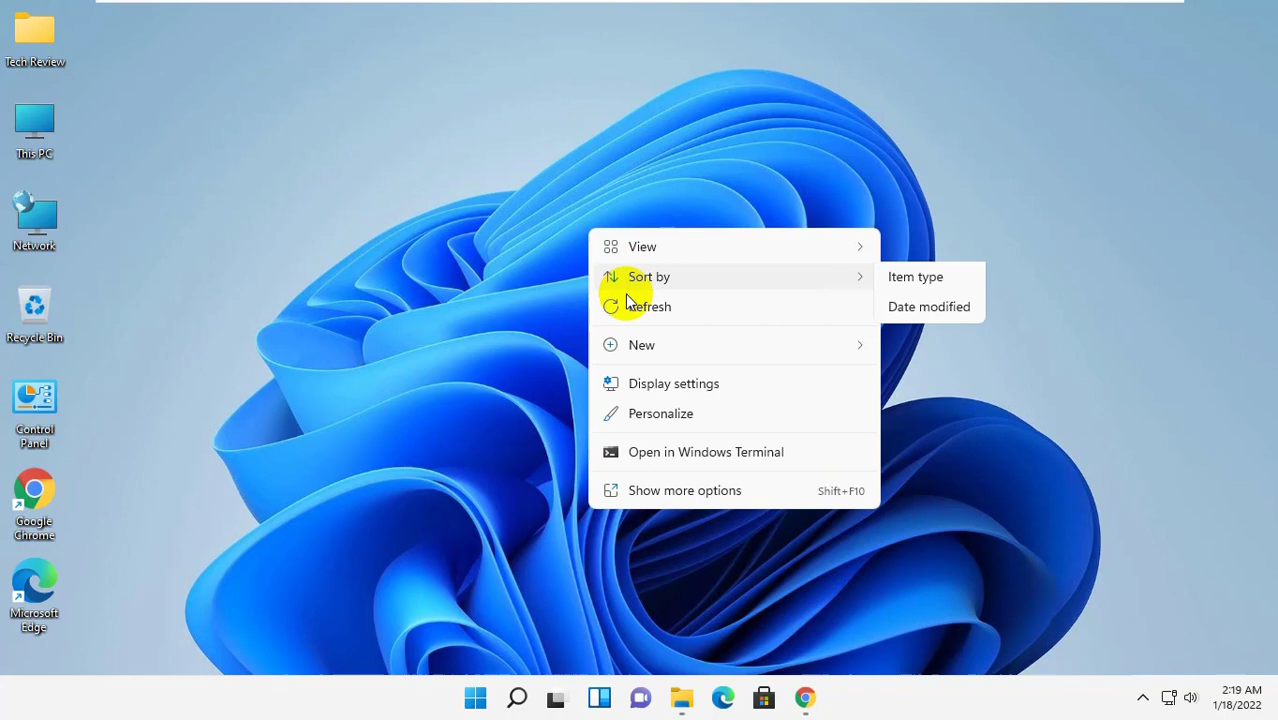 Tech Review
This PC
Network
Recycle Bin
Control
Panel
Google
Chrome
Microsoft
Edge
View
Sort by
Item type
Refresh
Date modified
New
Display settings
Personalize
Open in Windows Terminal
Show more options Shift+F10
2:19 AM
1/18/2022